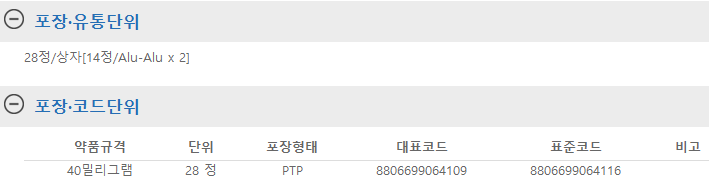 포장·유통단위
28정/상자[14정/Alu-Alu x 2]
포장·코드단위
약품규격 단위 포장형태 대표코드 표준코드 비고
40밀리그램 28 정 PTP 8806699064109 8806699064116